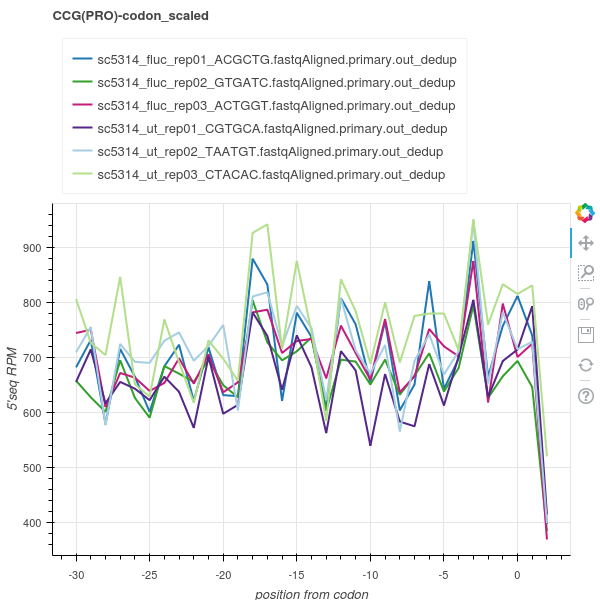 CCG(PRO)-codon_scaled
sc5314_fluc_rep01_ACGCTG.fastqAligned.primary.out_dedup
sc5314_fluc_rep02_GTGATC.fastqAligned.primary.out_dedup
sc5314_fluc_rep03_ACTGGT.fastqAligned.primary.out_dedup
sc5314_ut_rep01_CGTGCA.fastqAligned.primary.out_dedup
sc5314_ut_rep02_TAATGT.fastqAligned.primary.out_dedup
sc5314_ut_rep03_CTACAC.fastqAligned.primary.out_dedup
5'seq RPM
900
800
700
600
500
400
-30 -25 -20 -15 -10 -5 0
position from codon